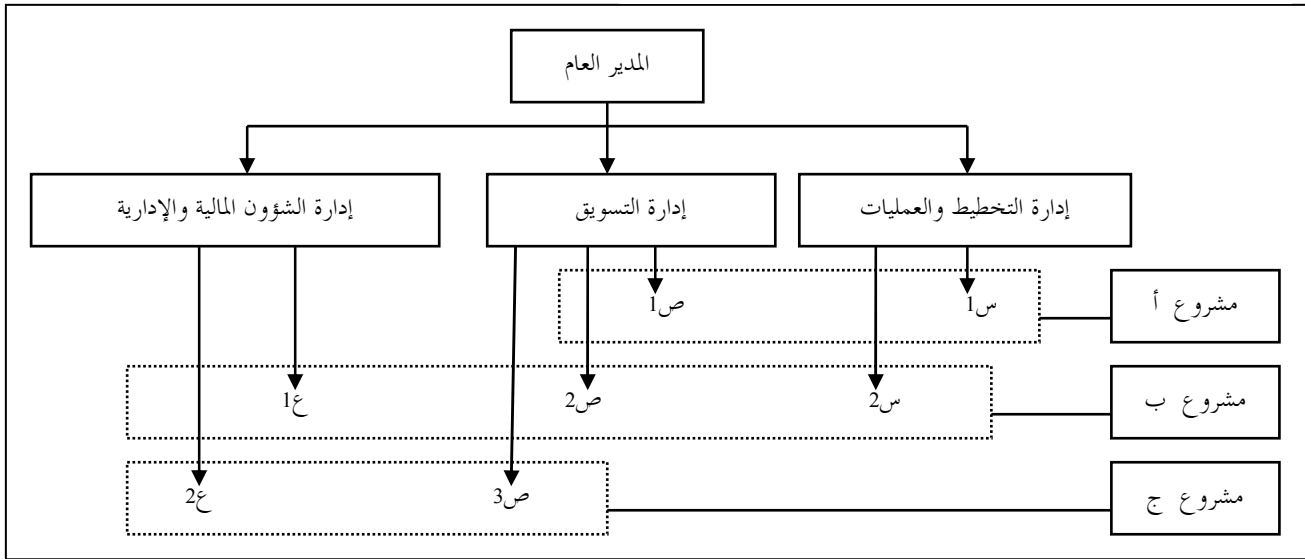 المدير العام
إدارة التخطيط والعمليات
إدارة التسويق
إدارة الشؤون المالية والإدارية
مشروع أ
س1
ص1
مشروع ب
س2
ص2
ع1
مشروع ج
ص3
ع2